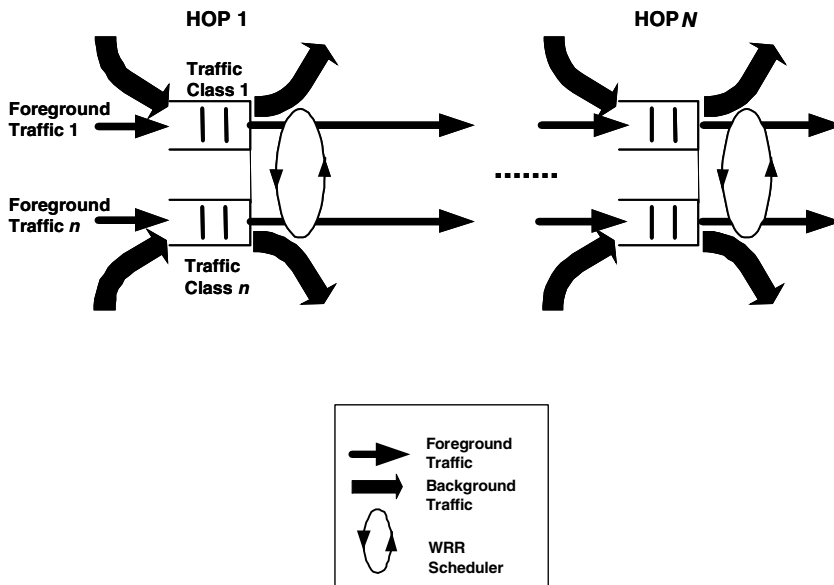 HOP 1
HOP N
Traffic
Class 1
Foreground
Traffic 1
Foreground
Traffic n
Traffic
Class n
Foreground
Traffic
Background
Traffic
WRR
Scheduler